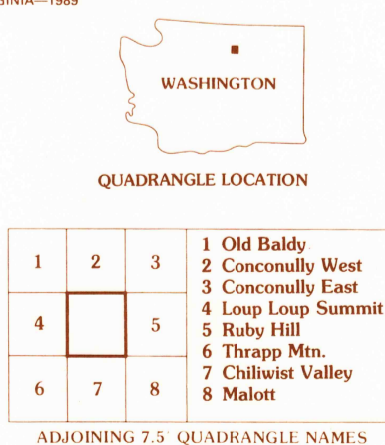 WASHINGTON
QUADRANGLE LOCATION
1 2 3
4 5
6 7 8
1 Old Baldy
2 Conconully West
3 Conconully East
4 Loup Loup Summit
5 Ruby Hill
6 Thrapp Mtn.
7 Chiliwist Valley
8 Malott
ADJOINING 7.5′ QUADRANGLE NAMES